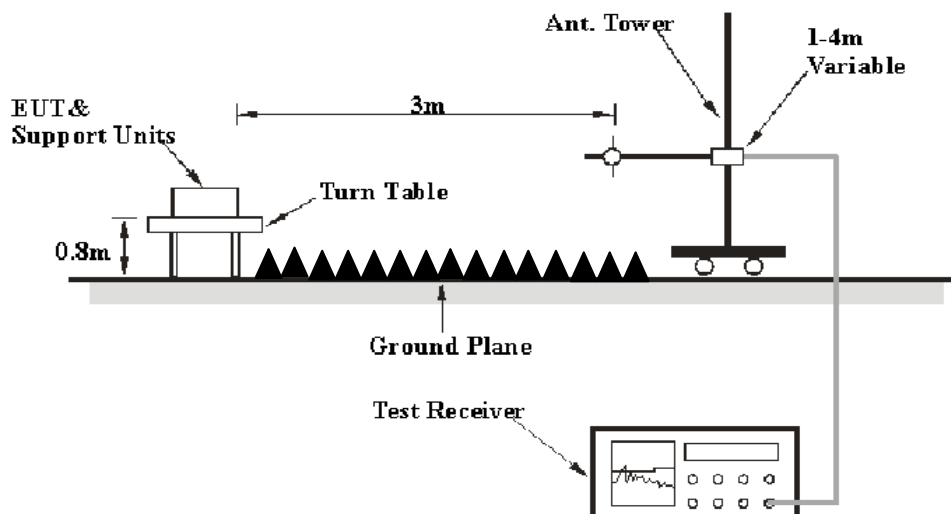 Ant. Tower
1-4m
Variable
EUT&
Support Units
3m
Turn Table
0.8m
Ground Plane
Test Receiver